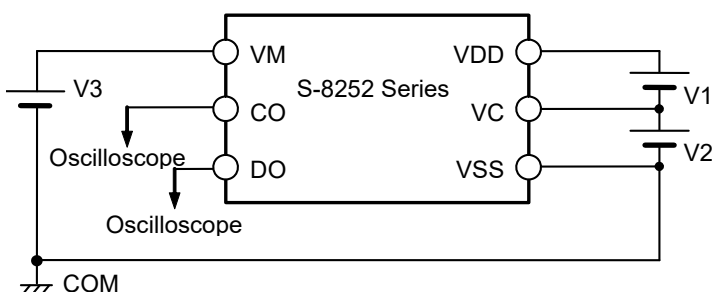 VM
VDD
V3
S-8252 Series
V1
CO
VC
Oscilloscope
V2
DO
VSS
Oscilloscope
COM